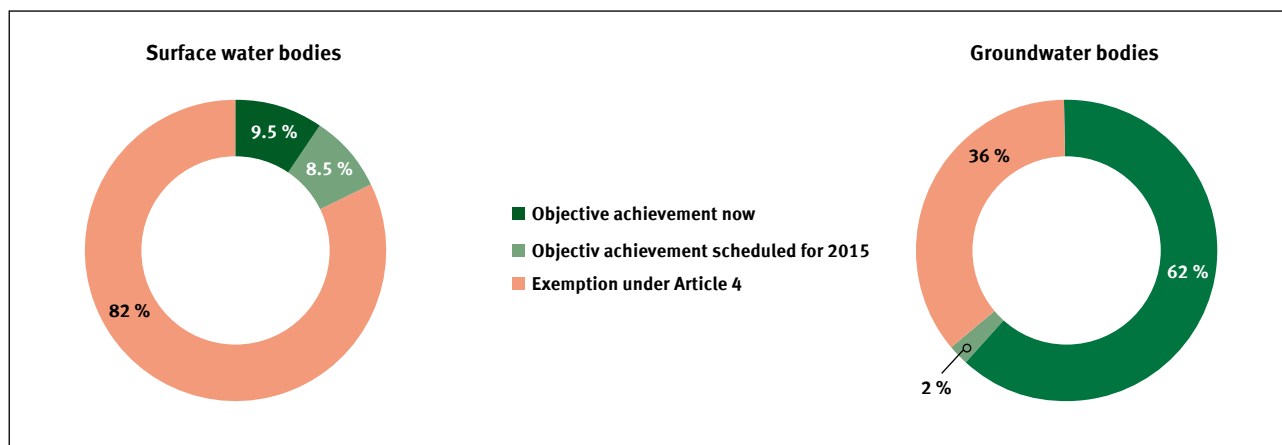 Surface water bodies
9.5 %
8.5 %
82 %
Objective achievement now
Objectiv achievement scheduled for 2015
Exemption under Article 4
Groundwater bodies
36 %
62 %
2 %